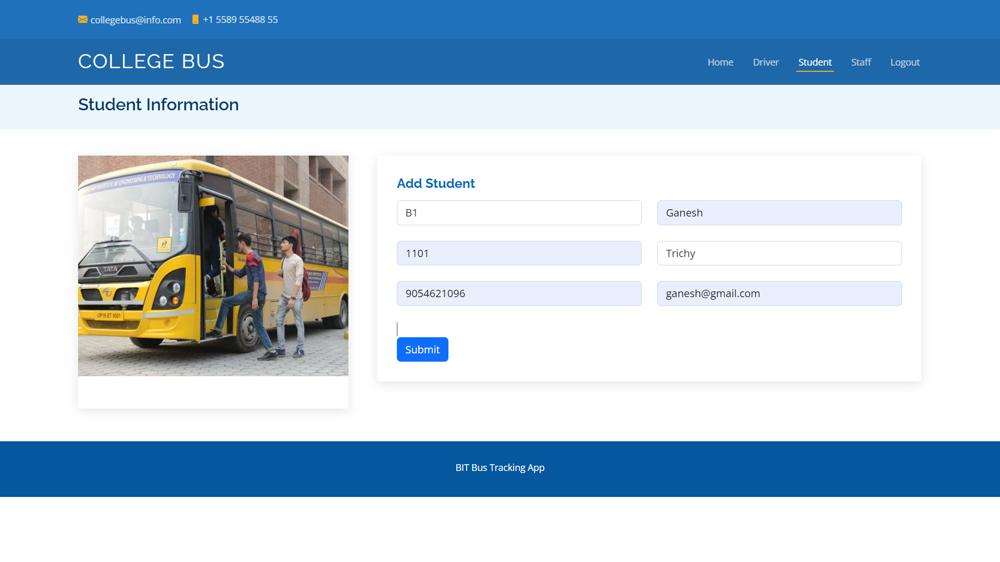 collegebus@info.com +1 5589 55488 55
COLLEGE BUS
Home Driver Student Staff Logout
Student Information
INSTITUTE OF ENGINEERING & TECHNOLOGY
TATA
UP16 ET 9501
Add Student
B1 Ganesh
1101 Trichy
9054621096 ganesh@gmail.com
Submit
BIT Bus Tracking App